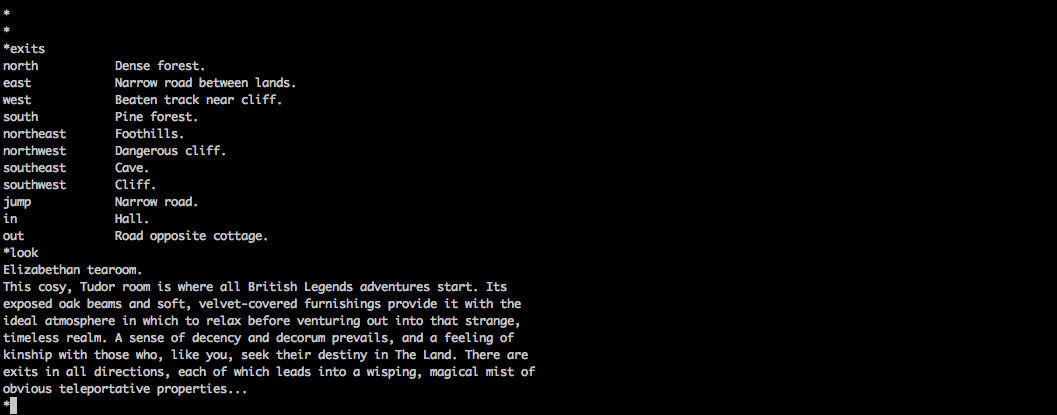 *
*
*exits
north Dense forest.
east Narrow road between lands.
west Beaten track near cliff.
south Pine forest.
northeast Foothills.
northwest Dangerous cliff.
southeast Cave.
southwest Cliff.
jump Narrow road.
in Hall.
out Road opposite cottage.
*look
Elizabethan tearoom.
This cosy, Tudor room is where all British Legends adventures start. Its
exposed oak beams and soft, velvet-covered furnishings provide it with the
ideal atmosphere in which to relax before venturing out into that strange,
timeless realm. A sense of decency and decorum prevails, and a feeling of
kinship with those who, like you, seek their destiny in The Land. There are
exits in all directions, each of which leads into a wisping, magical mist of
obvious teleportative properties...
*